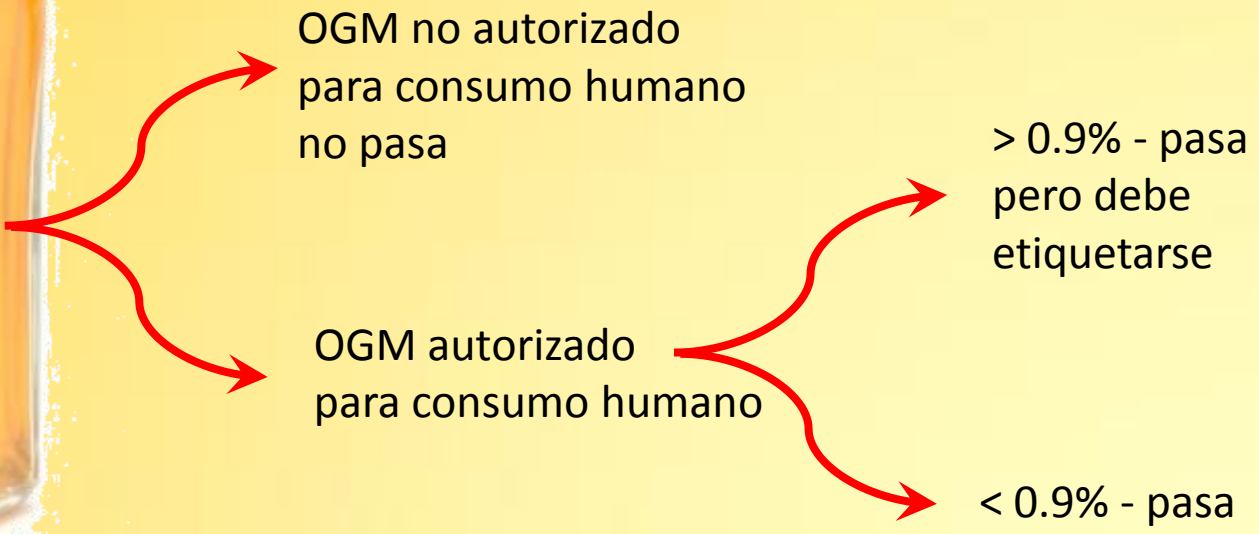 OGM no autorizado
para consumo humano
no pasa
OGM autorizado
para consumo humano
> 0.9% - pasa
pero debe
etiquetarse
< 0.9% - pasa